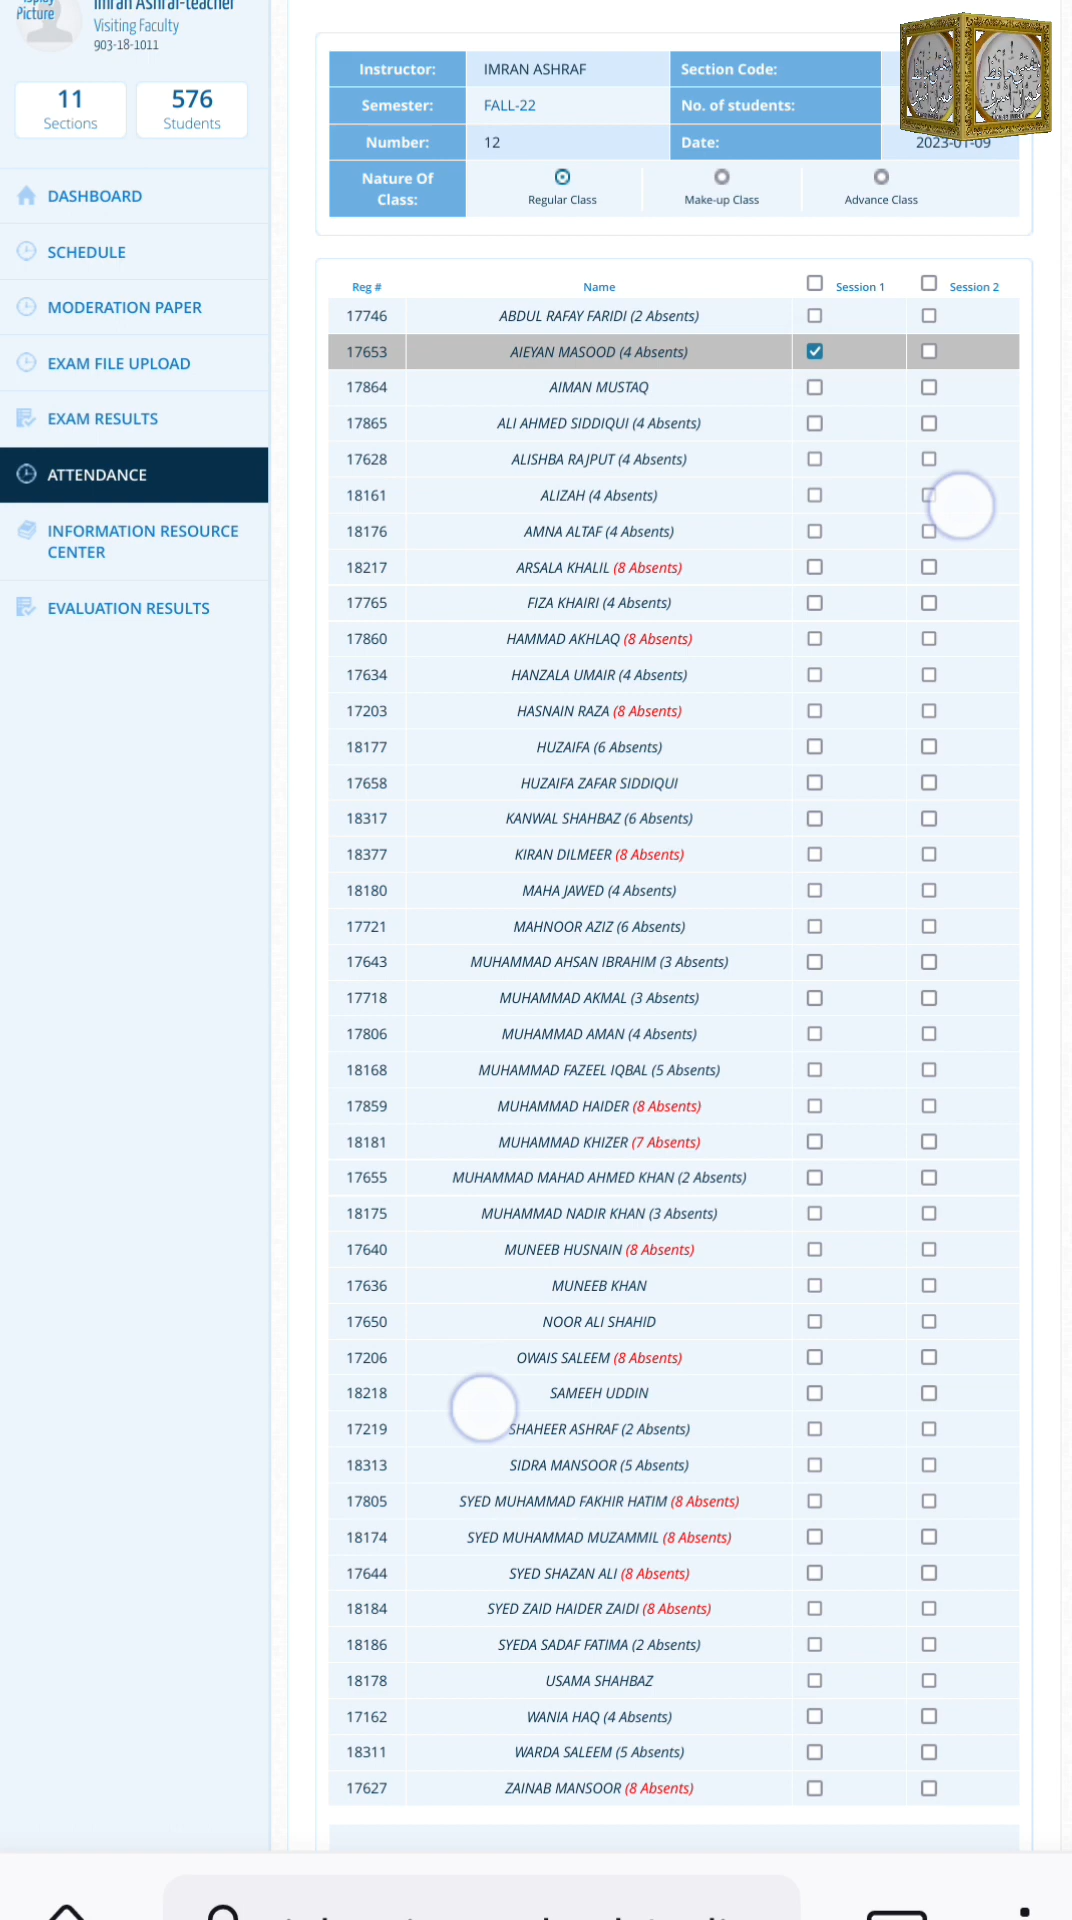 Picture
Imran Ashraf-teacher
Visiting Faculty
903-18-1011
11
Sections
576
Students
DASHBOARD
SCHEDULE
MODERATION PAPER
EXAM FILE UPLOAD
EXAM RESULTS
ATTENDANCE
INFORMATION RESOURCE
CENTER
EVALUATION RESULTS
Instructor: IMRAN ASHRAF Section Code:
Semester: FALL-22 No. of students:
Number: 12 Date: 2023-01-09
Nature Of
Class:
Regular Class Make-up Class Advance Class
Reg # Name Session 1 Session 2
17746 ABDUL RAFAY FARIDI (2 Absents)
17653 AIEYAN MASOOD (4 Absents)
17864 AIMAN MUSTAQ
17865 ALI AHMED SIDDIQUI (4 Absents)
17628 ALISHBA RAJPUT (4 Absents)
18161 ALIZAH (4 Absents)
18176 AMNA ALTAF (4 Absents)
18217 ARSALA KHALIL (8 Absents)
17765 FIZA KHAIRI (4 Absents)
17860 HAMMAD AKHLAQ (8 Absents)
17634 HANZALA UMAIR (4 Absents)
17203 HASNAIN RAZA (8 Absents)
18177 HUZAIFA (6 Absents)
17658 HUZAIFA ZAFAR SIDDIQUI
18317 KANWAL SHAHBAZ (6 Absents)
18377 KIRAN DILMEER (8 Absents)
18180 MAHA JAWED (4 Absents)
17721 MAHNOOR AZIZ (6 Absents)
17643 MUHAMMAD AHSAN IBRAHIM (3 Absents)
17718 MUHAMMAD AKMAL (3 Absents)
17806 MUHAMMAD AMAN (4 Absents)
18168 MUHAMMAD FAZEEL IQBAL (5 Absents)
17859 MUHAMMAD HAIDER (8 Absents)
18181 MUHAMMAD KHIZER (7 Absents)
17655 MUHAMMAD MAHAD AHMED KHAN (2 Absents)
18175 MUHAMMAD NADIR KHAN (3 Absents)
17640 MUNEEB HUSNAIN (8 Absents)
17636 MUNEEB KHAN
17650 NOOR ALI SHAHID
17206 OWAIS SALEEM (8 Absents)
18218 SAMEEH UDDIN
17219 SHAHEER ASHRAF (2 Absents)
18313 SIDRA MANSOOR (5 Absents)
17805 SYED MUHAMMAD FAKHIR HATIM (8 Absents)
18174 SYED MUHAMMAD MUZAMMIL (8 Absents)
17644 SYED SHAZAN ALI (8 Absents)
18184 SYED ZAID HAIDER ZAIDI (8 Absents)
18186 SYEDA SADAF FATIMA (2 Absents)
18178 USAMA SHAHBAZ
17162 WANIA HAQ (4 Absents)
18311 WARDA SALEEM (5 Absents)
17627 ZAINAB MANSOOR (8 Absents)